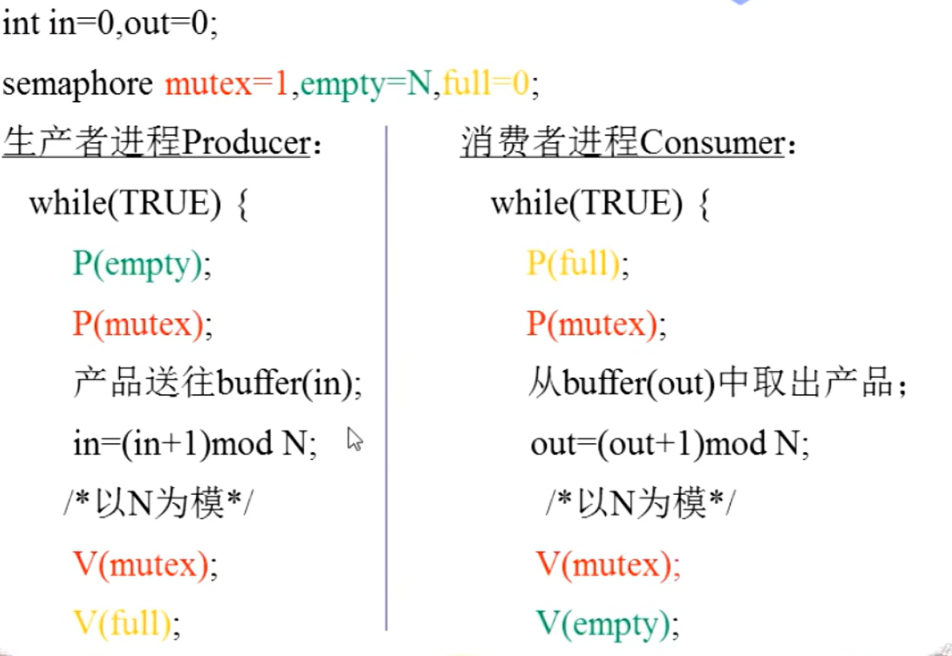 int in=0,out=0;
semaphore mutex=1,empty=N,full=0;
生产者进程Producer:
while(TRUE) {
P(empty);
P(mutex);
产品送往buffer(in);
in=(in+1)mod N;
/*以N为模*/
V(mutex);
V(full);
消费者进程Consumer:
while(TRUE) {
P(full);
P(mutex);
从buffer(out)中取出产品；
out=(out+1)mod N;
/*以N为模*/
V(mutex);
V(empty);